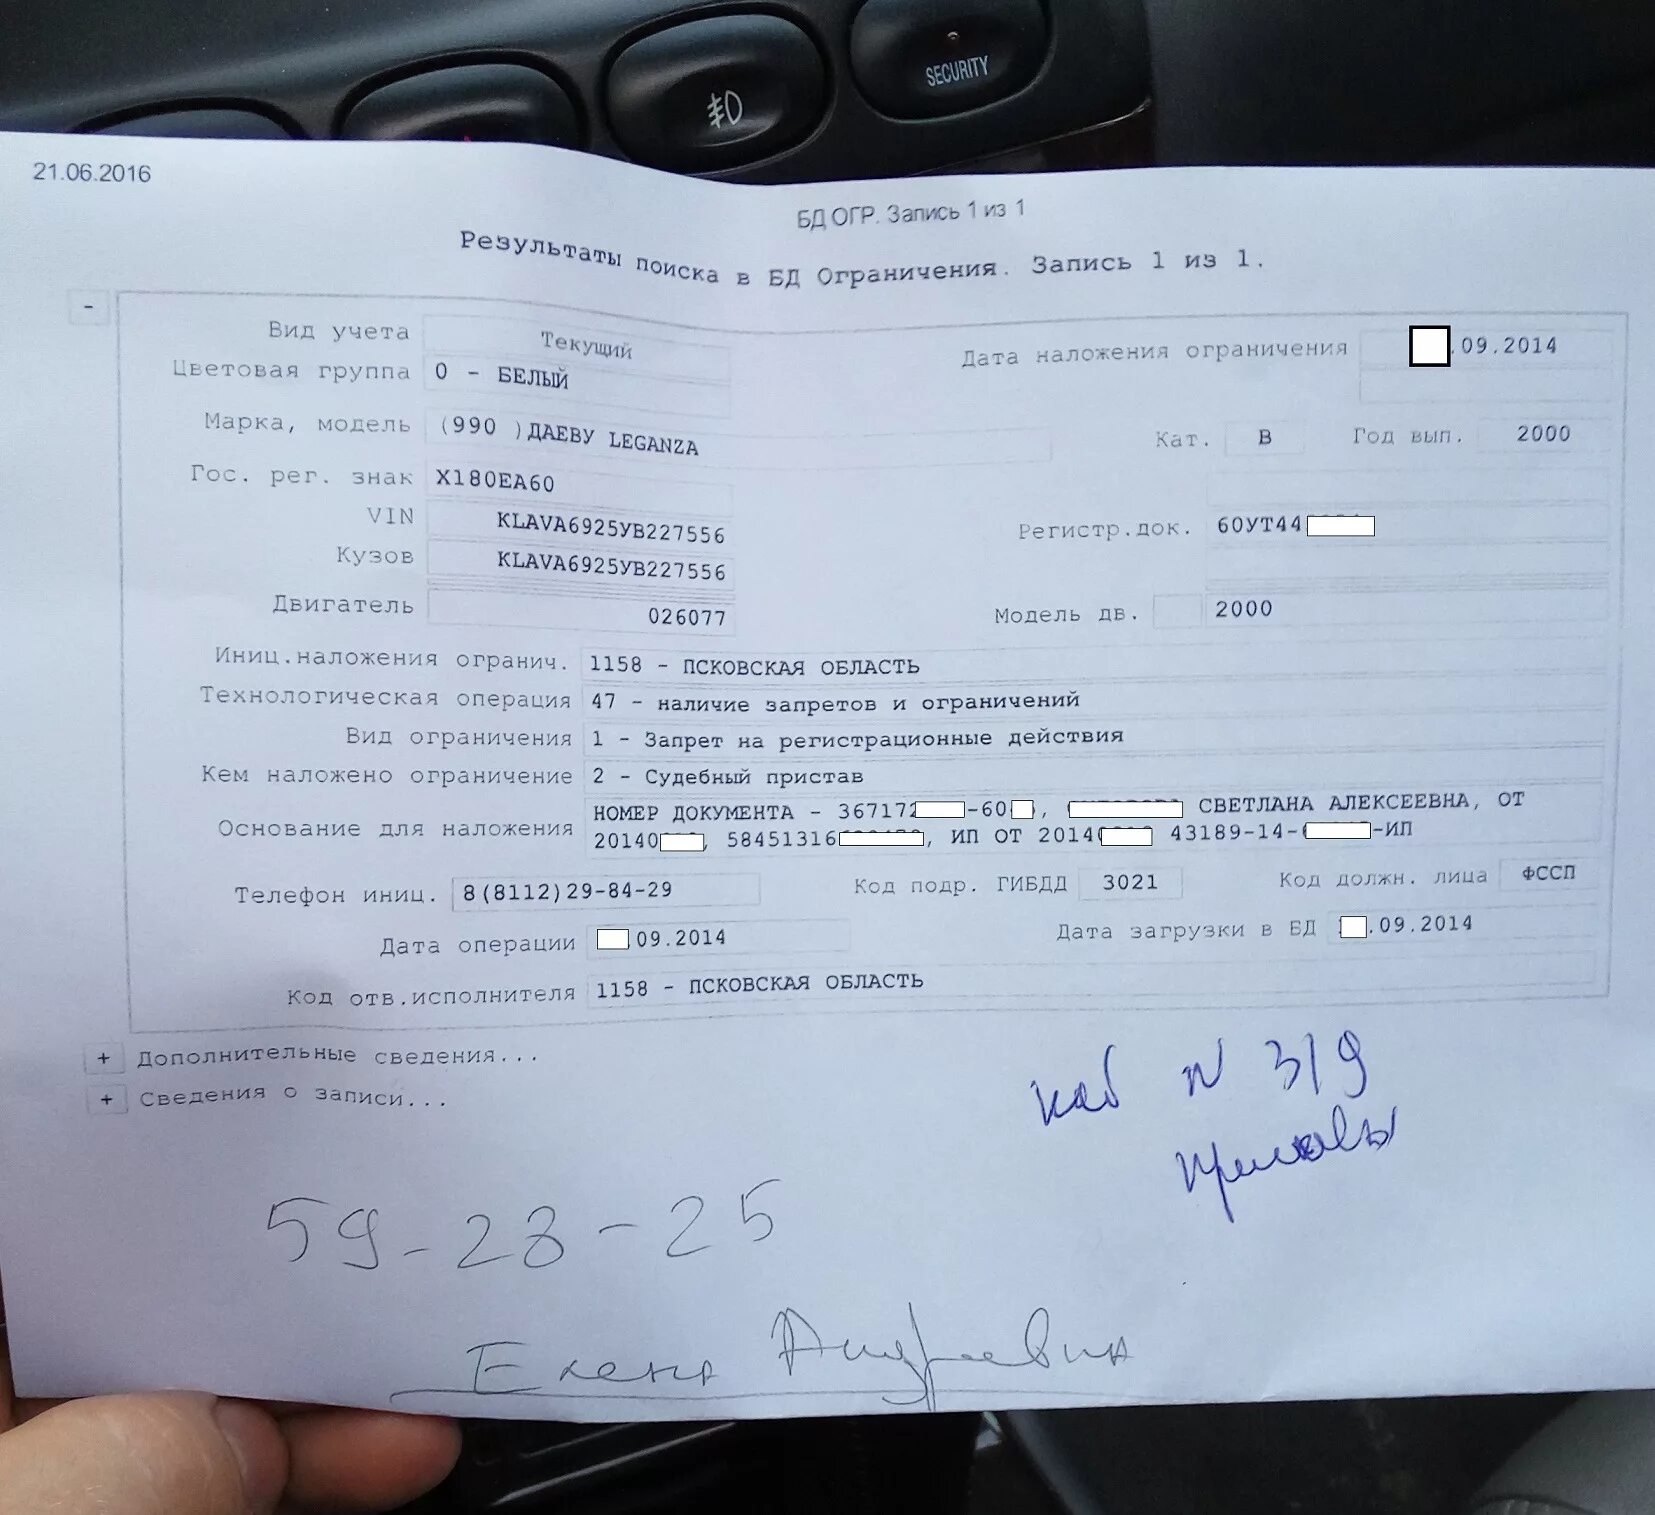 SECURITY
21.06.2016
БД ОГР. Запись 1 из 1
Результаты поиска в БД Ограничения. Запись 1 из 1.
-
Вид учета Текущий Дата наложения ограничения .09.2014
Цветовая группа 0 - БЕЛЫЙ
Марка, модель (990 )ДАЕВУ LEGANZA Кат. В Год вып. 2000
Гос. рег. знак Х180ЕА60
VIN KLAVA6925УВ227556 Регистр.док. 60УТ44
Кузов KLAVA6925УВ227556
Двигатель 026077 Модель дв. 2000
Иниц.наложения огранич. 1158 - ПСКОВСКАЯ ОБЛАСТЬ
Технологическая операция 47 - наличие запретов и ограничений
Вид ограничения 1 - Запрет на регистрационные действия
Кем наложено ограничение 2 - Судебный пристав
Основание для наложения НОМЕР ДОКУМЕНТА - 367172 -60 , СВЕТЛАНА АЛЕКСЕЕВНА, ОТ
20140 , 58451316 , ИП ОТ 20140 43189-14- -ИП
Телефон иниц. 8(8112)29-84-29 Код подр. ГИБДД 3021 Код должн. лица ФССП
Дата операции 09.2014 Дата загрузки в БД .09.2014
Код отв.исполнителя 1158 - ПСКОВСКАЯ ОБЛАСТЬ
+ Дополнительные сведения...
+ Сведения о записи...
каб N 319
59-28-25
Елена Андреевна